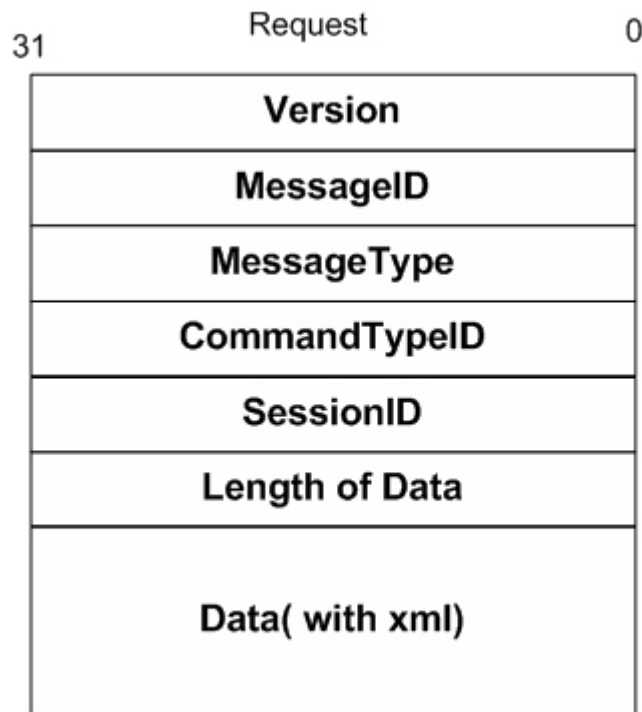 Request
31
0
Version
MessageID
MessageType
CommandTypeID
SessionID
Length of Data
Data( with xml)